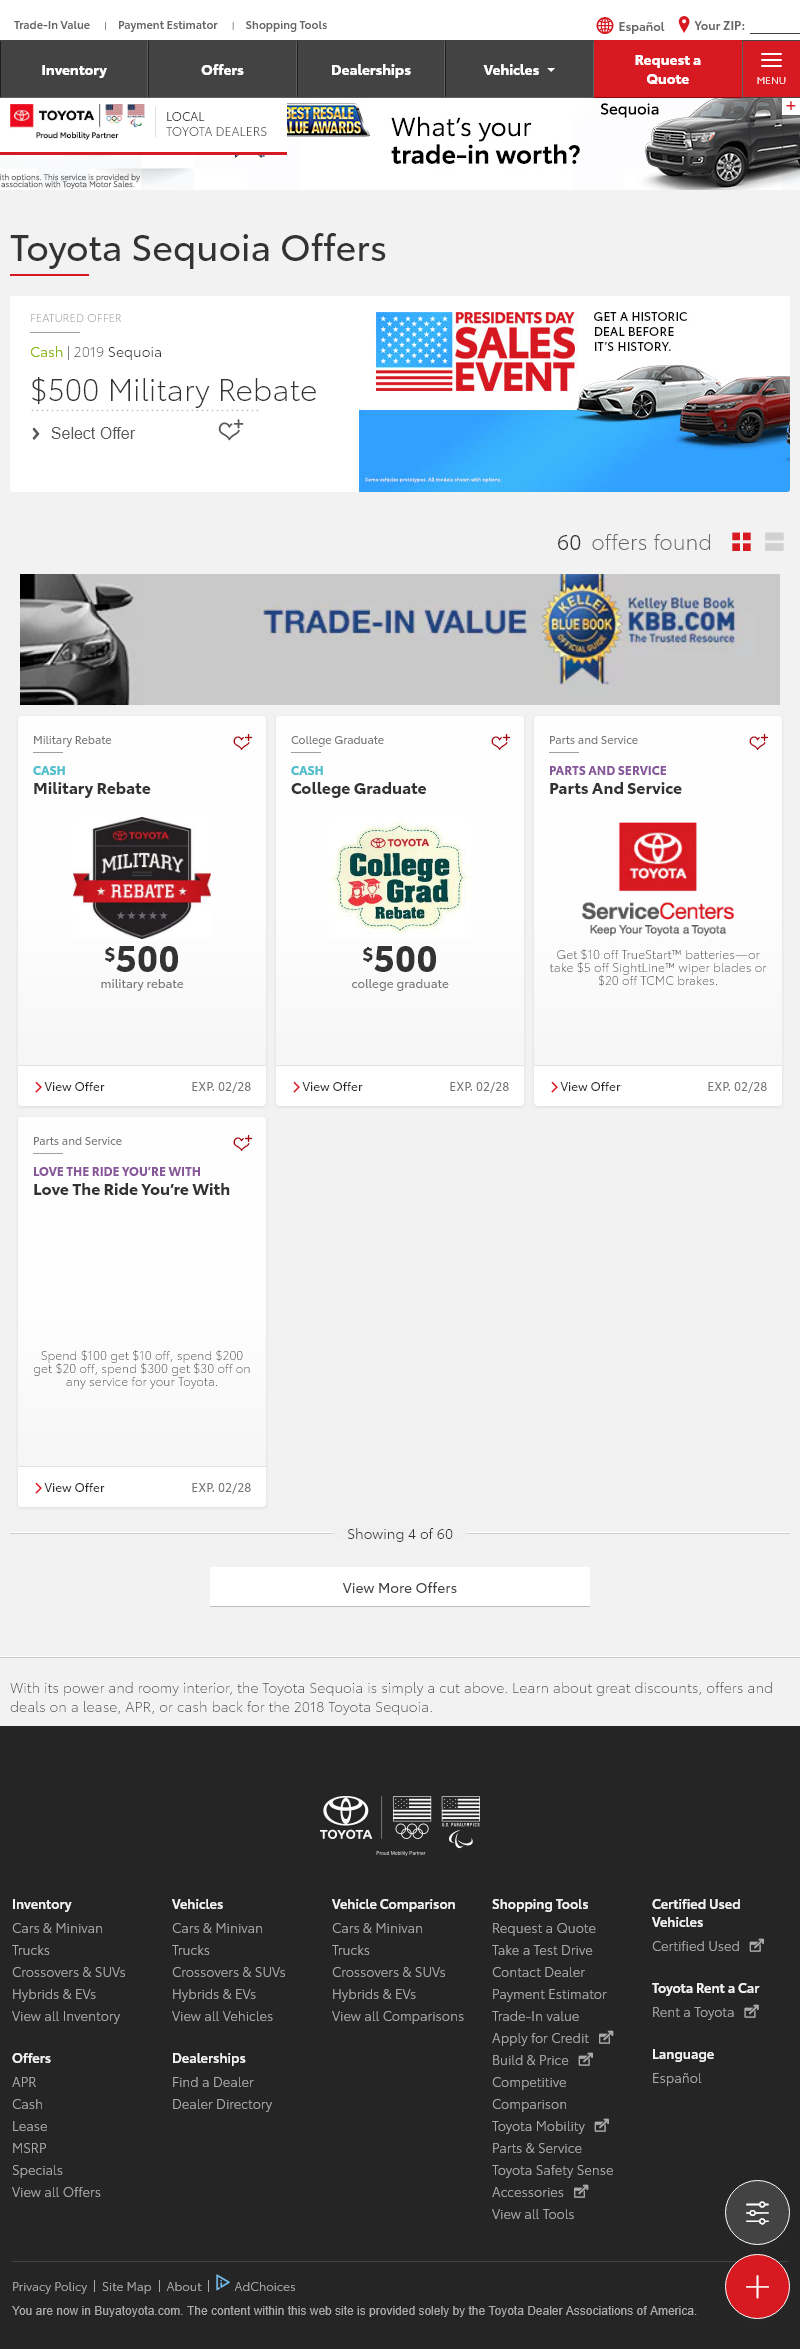 Trade-In Value | Payment Estimator | Shopping Tools
Español Your ZIP:
Inventory
Offers
Dealerships
Vehicles
Request a
Quote
MENU
TOYOTA
Proud Mobility Partner
LOCAL
TOYOTA DEALERS
BEST RESALE
LUE AWARDS
What's your
trade-in worth?
Sequoia
ith options. This service is provided by
association with Toyota Motor Sales.
Toyota Sequoia Offers
FEATURED OFFER
Cash | 2019 Sequoia
$500 Military Rebate
Select Offer
PRESIDENTS DAY
SALES
EVENT
GET A HISTORIC
DEAL BEFORE
IT'S HISTORY.
Some vehicles prototypes. All models shown with options.
60 offers found
TRADE-IN VALUE
KELLEY
BLUE BOOK
OFFICIAL GUIDE
Kelley Blue Book
KBB.COM
The Trusted Resource
Military Rebate
CASH
Military Rebate
TOYOTA
MILITARY
REBATE
$500
military rebate
View Offer EXP. 02/28
College Graduate
CASH
College Graduate
TOYOTA
College
Grad
Rebate
$500
college graduate
View Offer EXP. 02/28
Parts and Service
PARTS AND SERVICE
Parts And Service
TOYOTA
ServiceCenters
Keep Your Toyota a Toyota
Get $10 off TrueStart™ batteries—or
take $5 off SightLine™ wiper blades or
$20 off TCMC brakes.
View Offer EXP. 02/28
Parts and Service
LOVE THE RIDE YOU'RE WITH
Love The Ride You're With
Spend $100 get $10 off, spend $200
get $20 off, spend $300 get $30 off on
any service for your Toyota.
View Offer EXP. 02/28
Showing 4 of 60
View More Offers
With its power and roomy interior, the Toyota Sequoia is simply a cut above. Learn about great discounts, offers and
deals on a lease, APR, or cash back for the 2018 Toyota Sequoia.
TOYOTA
U.S. PARALYMPICS
Proud Mobility Partner
Inventory
Cars & Minivan
Trucks
Crossovers & SUVs
Hybrids & EVs
View all Inventory
Offers
APR
Cash
Lease
MSRP
Specials
View all Offers
Vehicles
Cars & Minivan
Trucks
Crossovers & SUVs
Hybrids & EVs
View all Vehicles
Dealerships
Find a Dealer
Dealer Directory
Vehicle Comparison
Cars & Minivan
Trucks
Crossovers & SUVs
Hybrids & EVs
View all Comparisons
Shopping Tools
Request a Quote
Take a Test Drive
Contact Dealer
Payment Estimator
Trade-In value
Apply for Credit
Build & Price
Competitive
Comparison
Toyota Mobility
Parts & Service
Toyota Safety Sense
Accessories
View all Tools
Certified Used
Vehicles
Certified Used
Toyota Rent a Car
Rent a Toyota
Language
Español
Privacy Policy | Site Map | About | AdChoices
You are now in Buyatoyota.com. The content within this web site is provided solely by the Toyota Dealer Associations of America.